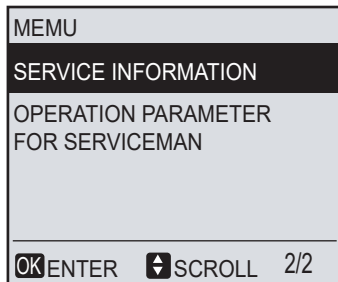 MEMU
SERVICE INFORMATION
OPERATION PARAMETER
FOR SERVICEMAN
OK ENTER SCROLL 2/2